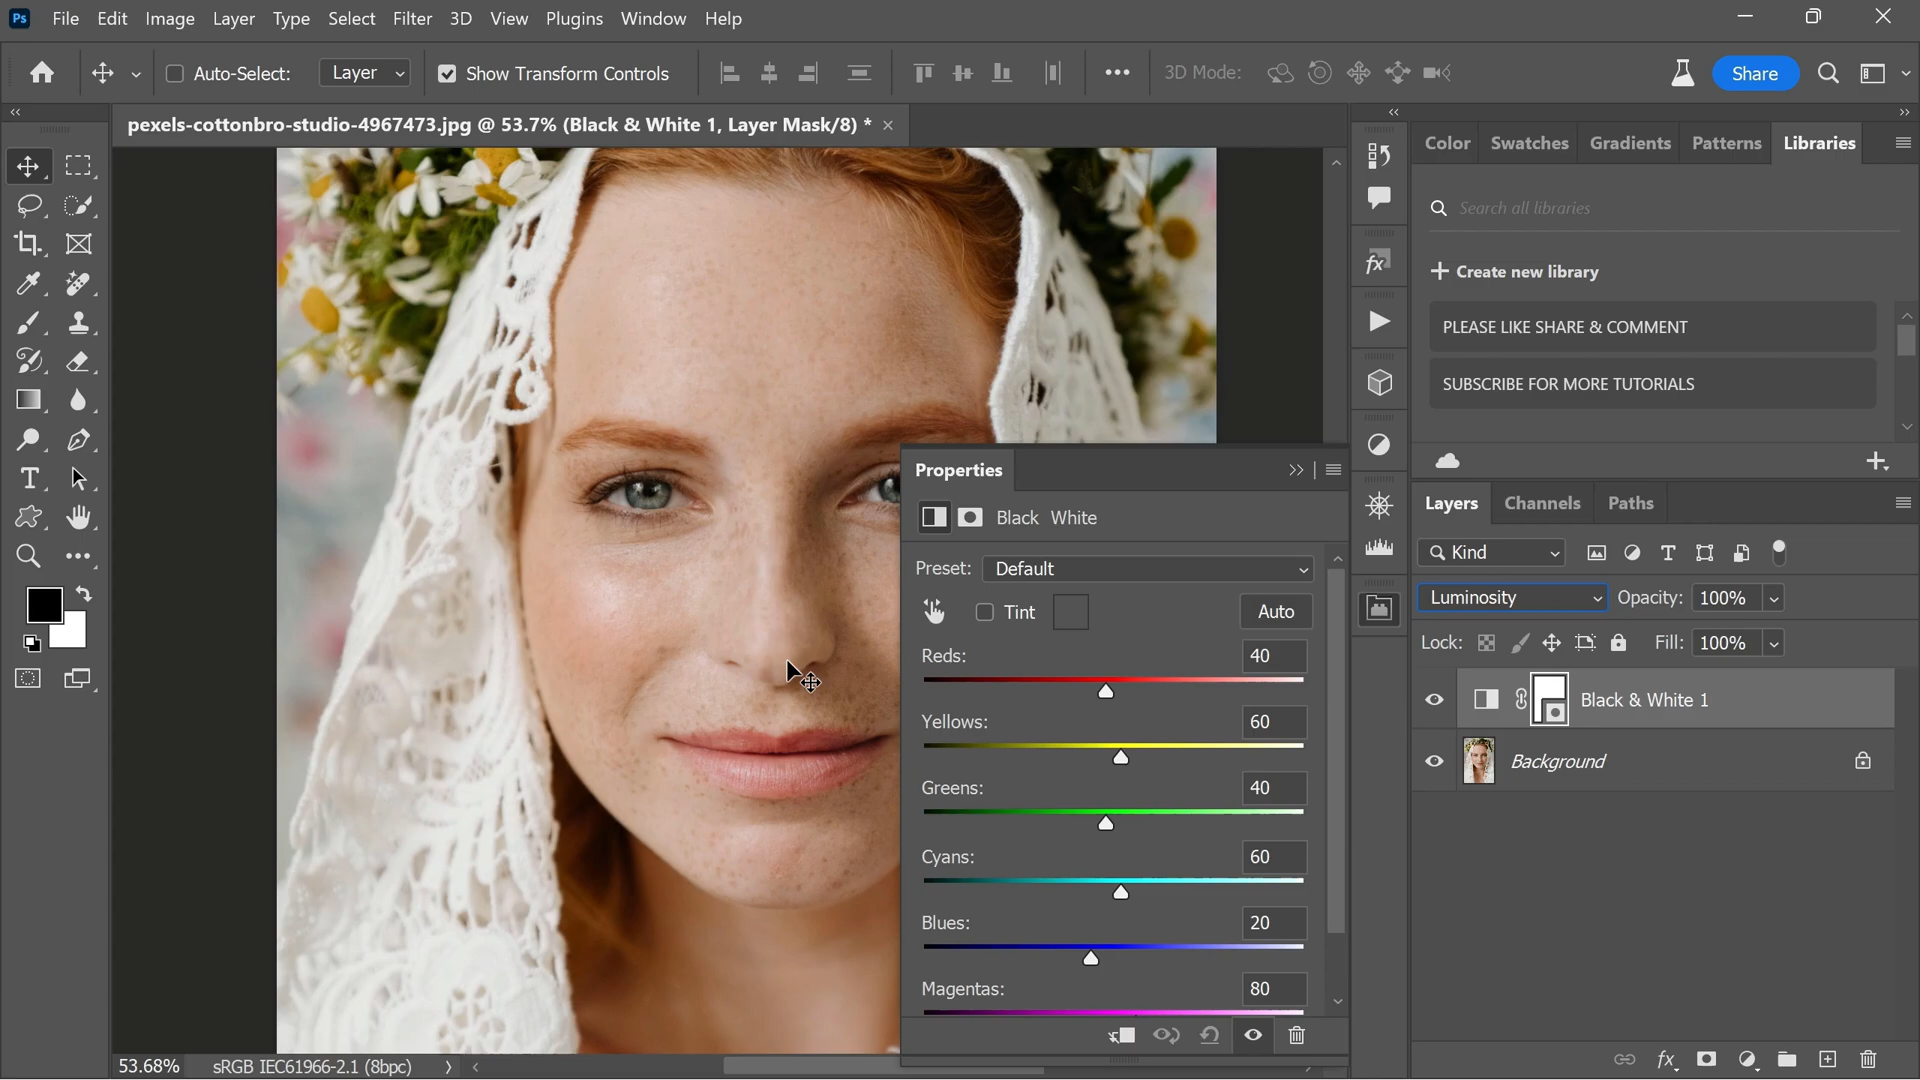 Ps File Edit Image Layer Type Select Filter 3D View Plugins Window Help
Auto-Select: Layer Show Transform Controls 3D Mode: Share
pexels-cottonbro-studio-4967473.jpg @ 53.7% (Black & White 1, Layer Mask/8) *
Color Swatches Gradients Patterns Libraries
Search all libraries
Create new library
PLEASE LIKE SHARE & COMMENT
SUBSCRIBE FOR MORE TUTORIALS
Properties
Black White
Preset: Default
Tint Auto
Reds: 40
Yellows: 60
Greens: 40
Cyans: 60
Blues: 20
Magentas: 80
Layers Channels Paths
Kind
Luminosity Opacity: 100%
Lock: Fill: 100%
Black & White 1
Background
53.68% sRGB IEC61966-2.1 (8bpc)